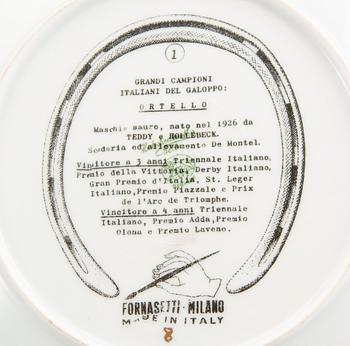 1
GRANDI CAMPIONI
ITALIANI DEL GALOPPO:
ORTELLO
Maschio sauro, nato nel 1926 da
TEDDY e HOLLEBECK.
Scuderia ed allevamento De Montel.
Vincitore a 3 anni Triennale Italiano,
Premio della Vittoria, Derby Italiano,
Gran Premio d'Italia, St. Leger
Italiano, Premio Piazzale e Prix
de l'Arc de Triomphe.
Vincitore a 4 anni Triennale
Italiano, Premio Adda, Premio
Olona e Premio Laveno.
FORNASETTI - MILANO
MADE IN ITALY